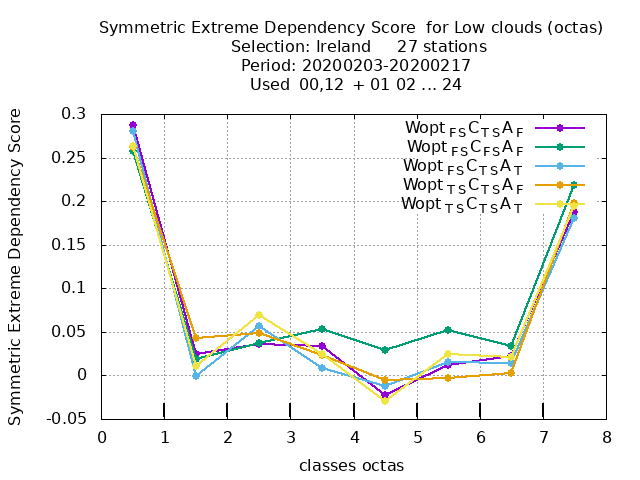 Symmetric Extreme Dependency Score  for Low clouds (octas)
Selection: Ireland     27 stations
Period: 20200203-20200217
Used  00,12  + 01 02 ... 24
Symmetric Extreme Dependency Score
0.3
0.25
0.2
0.15
0.1
0.05
0
-0.05
Wopt FS C TS A F
Wopt FS C FS A F
Wopt FS C TS A T
Wopt TS C TS A F
Wopt TS C TS A T
0 1 2 3 4 5 6 7 8
classes octas